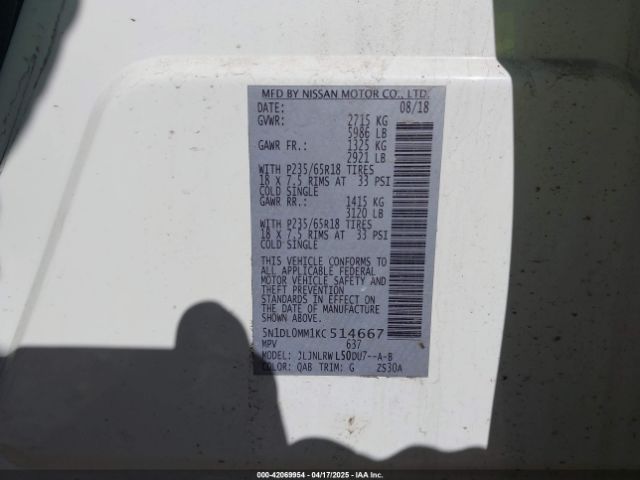 MFD BY NISSAN MOTOR CO., LTD.
DATE: 08/18
GVWR: 2715 KG
5986 LB
GAWR FR.: 1325 KG
2921 LB
WITH P235/65R18 TIRES
18 X 7.5 RIMS AT 33 PSI
COLD SINGLE
GAWR RR.: 1415 KG
3120 LB
WITH P235/65R18 TIRES
18 X 7.5 RIMS AT 33 PSI
COLD SINGLE
THIS VEHICLE CONFORMS TO
ALL APPLICABLE FEDERAL
MOTOR VEHICLE SAFETY AND
THEFT PREVENTION
STANDARDS IN EFFECT ON
THE DATE OF MANUFACTURE
SHOWN ABOVE.
5N1DL0MM1KC514667
MPV 637
MODEL: JLJNLRWL50DU7--A-B
COLOR: QAB TRIM: G ZS30A
000-42069954 - 04/17/2025 - IAA Inc.